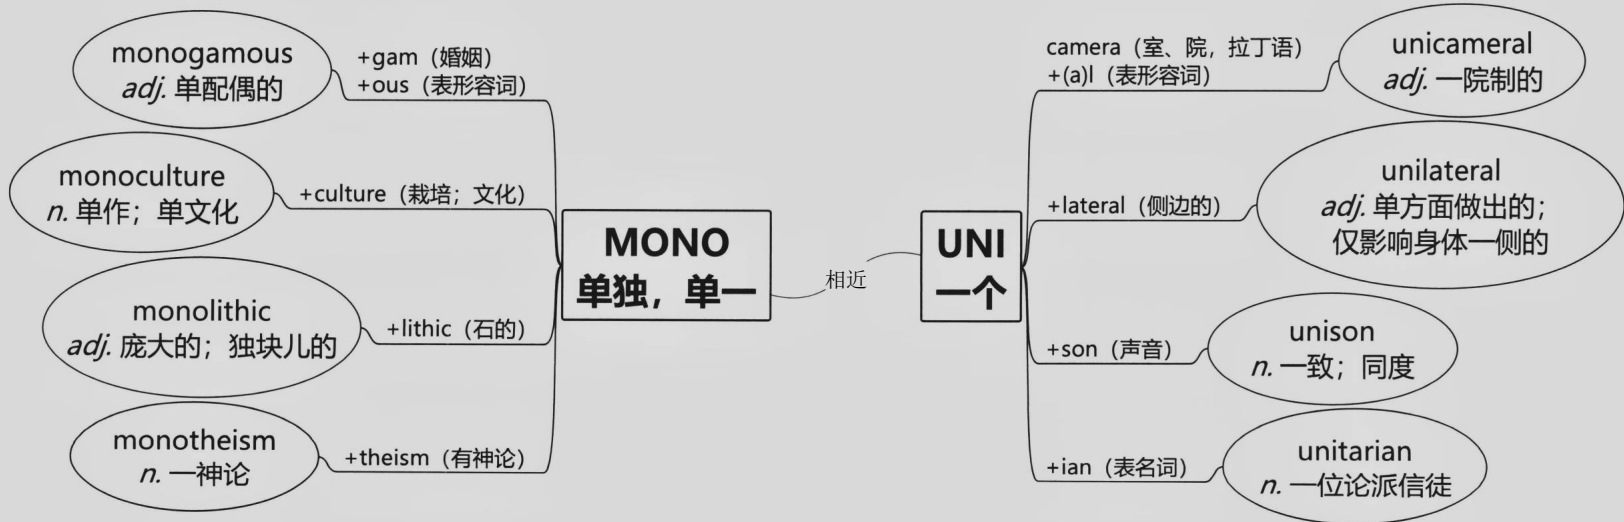 monogamous
adj. 单配偶的
+gam（婚姻）
+ous（表形容词）
monoculture
n. 单作；单文化
+culture（栽培；文化）
monolithic
adj. 庞大的；独块儿的
+lithic（石的）
monotheism
n. 一神论
+theism（有神论）
MONO
单独，单一
相近
UNI
一个
camera（室、院，拉丁语）
+(a)l（表形容词）
unicameral
adj. 一院制的
+lateral（侧边的）
unilateral
adj. 单方面做出的；
仅影响身体一侧的
+son（声音）
unison
n. 一致；同度
+ian（表名词）
unitarian
n. 一位论派信徒